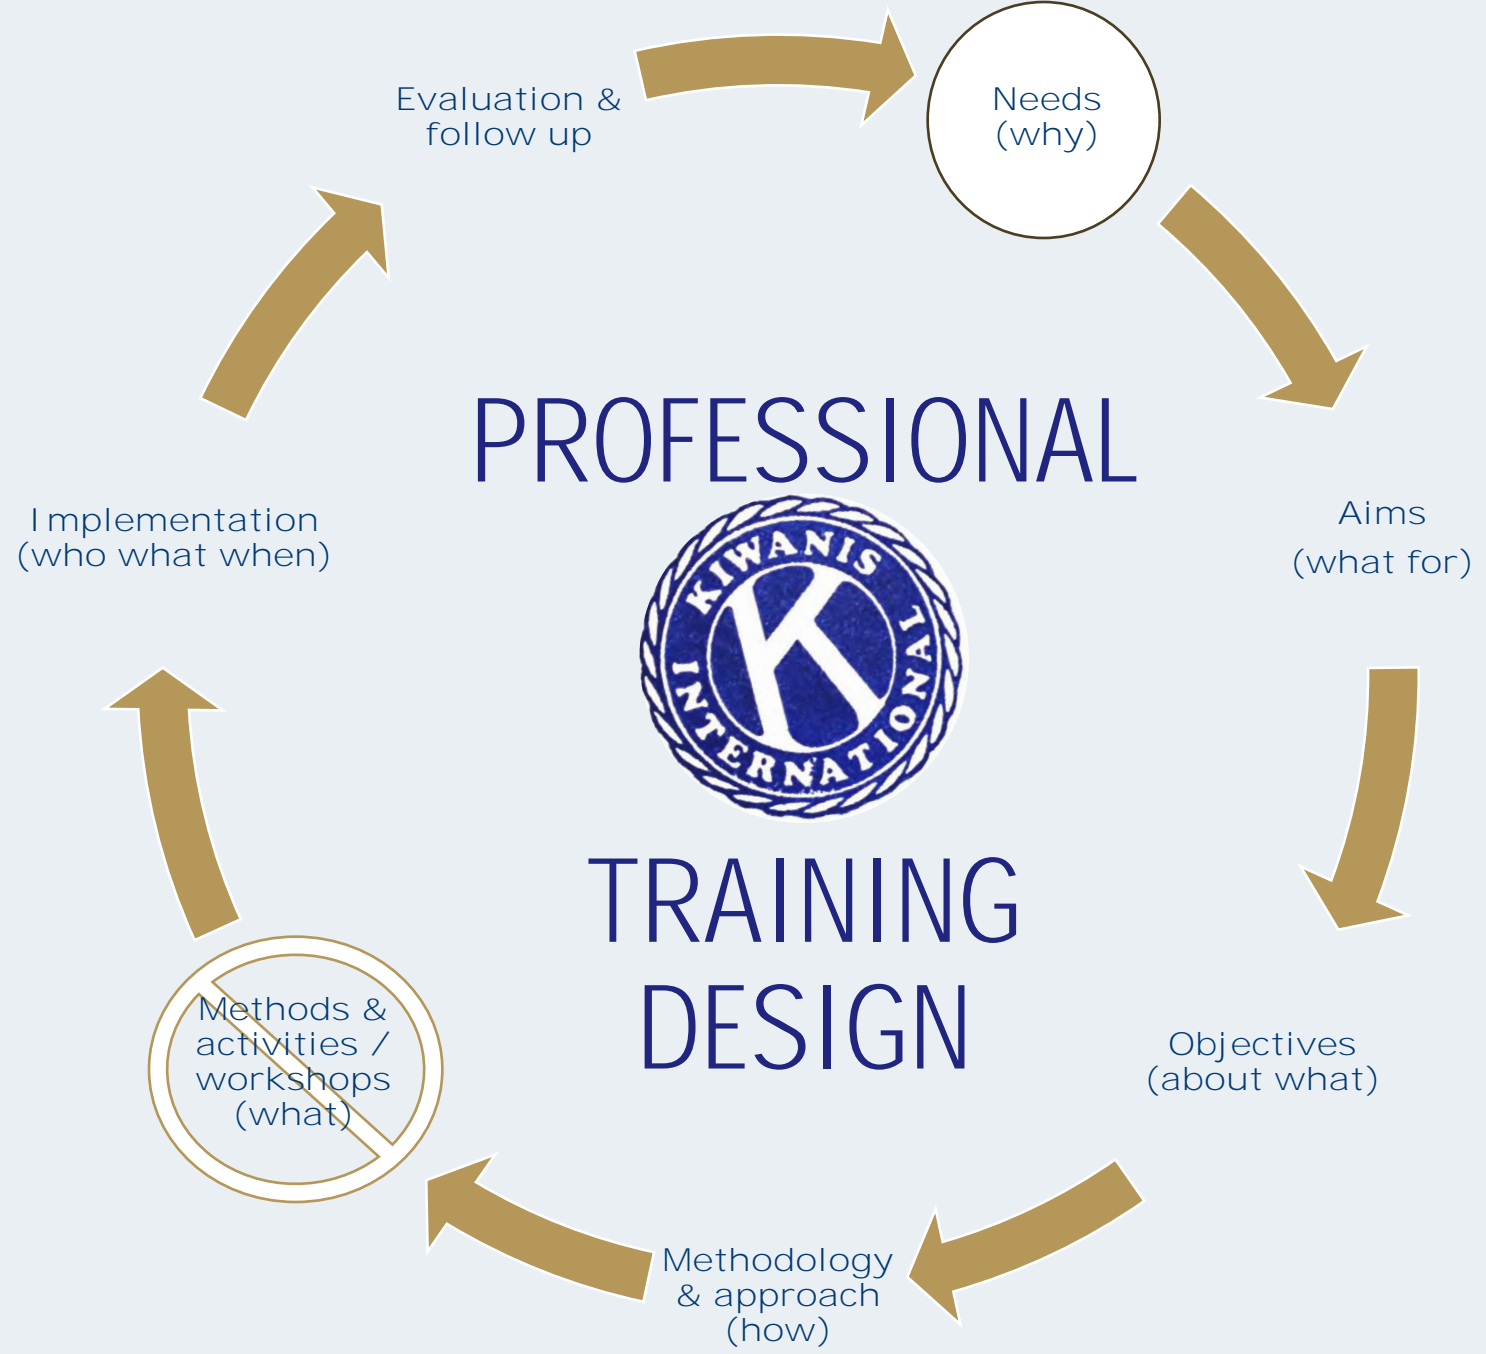 Evaluation &
follow up
Needs
(why)
PROFESSIONAL
KIWANIS
INTERNATIONAL
K
TRAINING
DESIGN
Aims
(what for)
Objectives
(about what)
Methodology
& approach
(how)
Methods &
activities /
workshops
(what)
Implementation
(who what when)